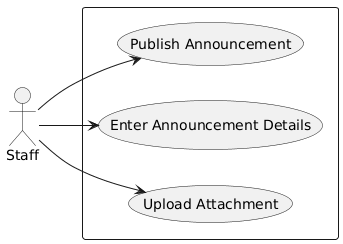 Publish Announcement
Enter Announcement Details
Staff
Upload Attachment